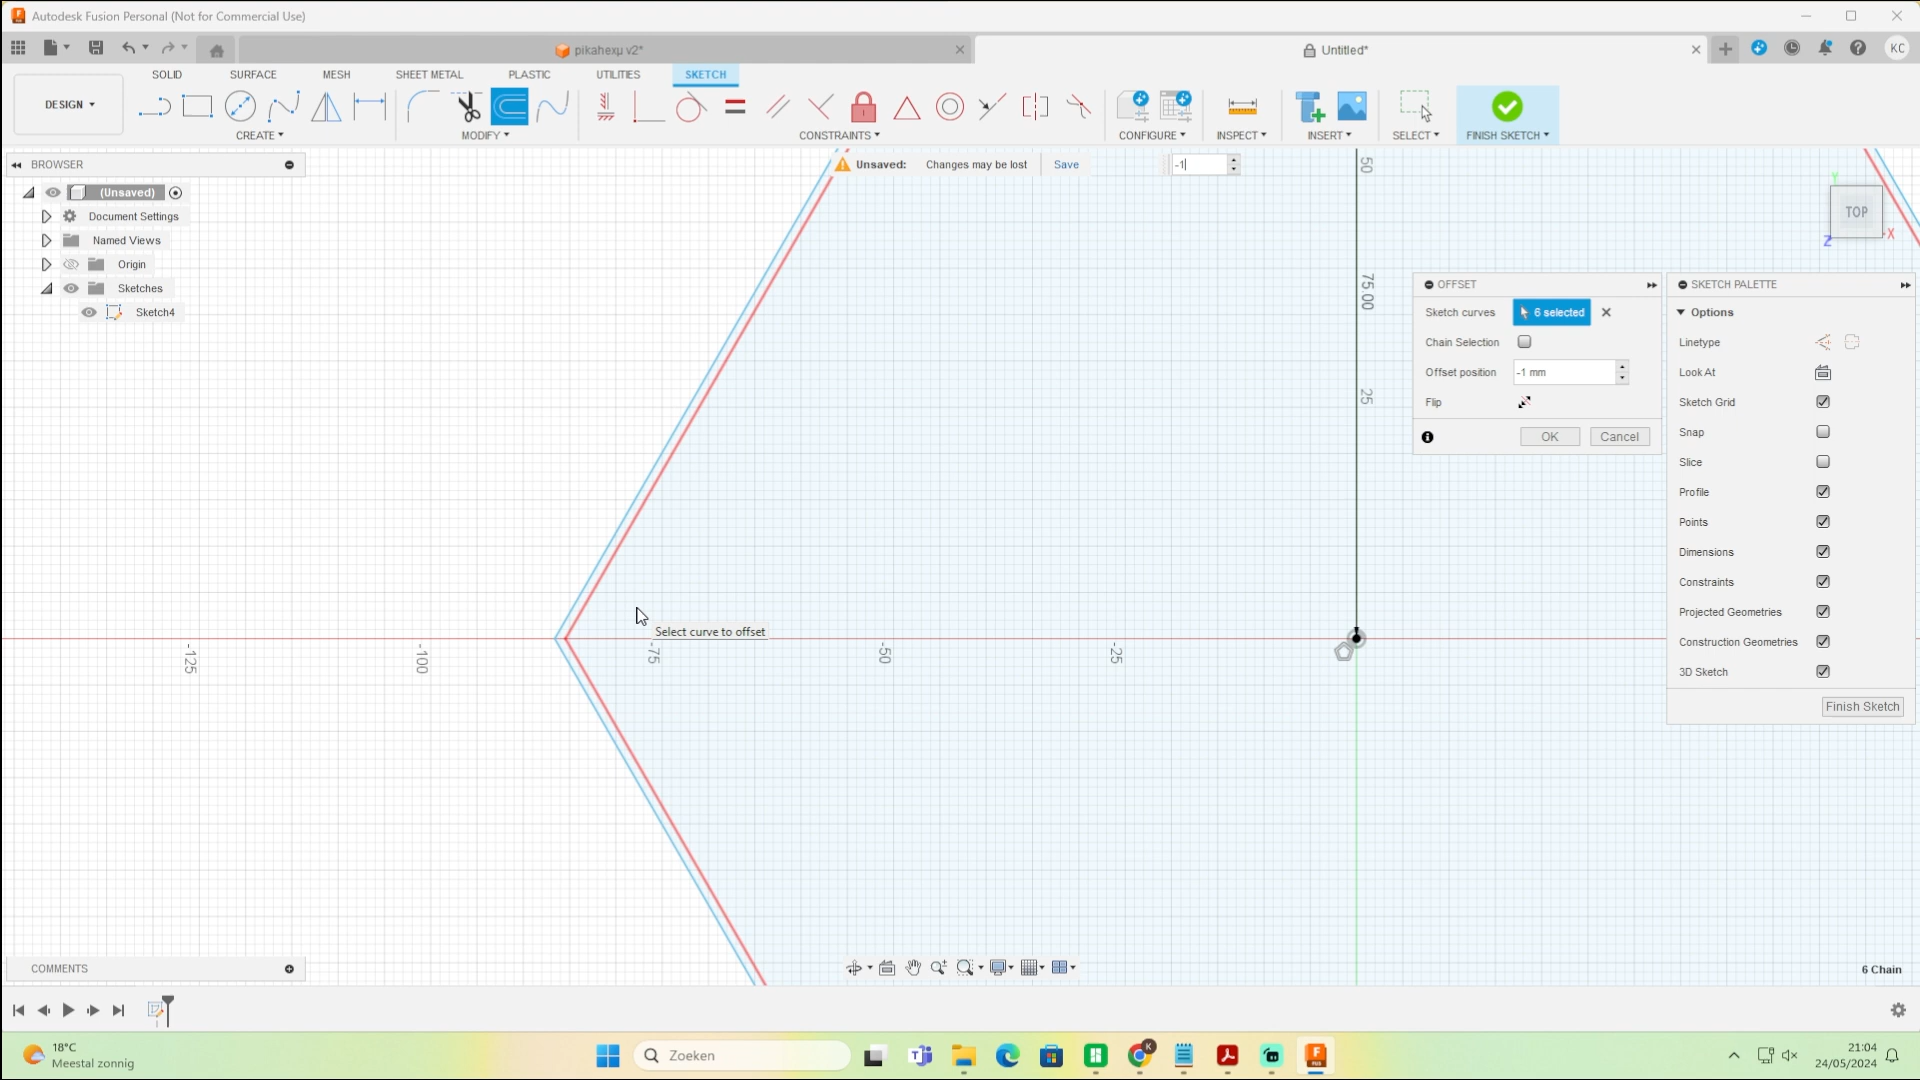 Autodesk Fusion Personal (Not for Commercial Use)
pikahexμ v2*
Untitled*
KC
SOLID
SURFACE
MESH
SHEET METAL
PLASTIC
UTILITIES
SKETCH
DESIGN
CREATE
MODIFY
CONSTRAINTS
CONFIGURE
INSPECT
INSERT
SELECT
FINISH SKETCH
BROWSER
Unsaved: Changes may be lost Save
-1
50
(Unsaved)
Document Settings
Named Views
Origin
Sketches
Sketch4
Y
TOP
X
Z
75.00
25
OFFSET
Sketch curves 6 selected
Chain Selection
Offset position -1 mm
Flip
OK Cancel
SKETCH PALETTE
Options
Linetype
Look At
Sketch Grid
Snap
Slice
Profile
Points
Dimensions
Constraints
Projected Geometries
Construction Geometries
3D Sketch
Finish Sketch
Select curve to offset
-125
-100
-75
-50
-25
COMMENTS
6 Chain
18°C
Meestal zonnig
Zoeken
K
21:04
24/05/2024